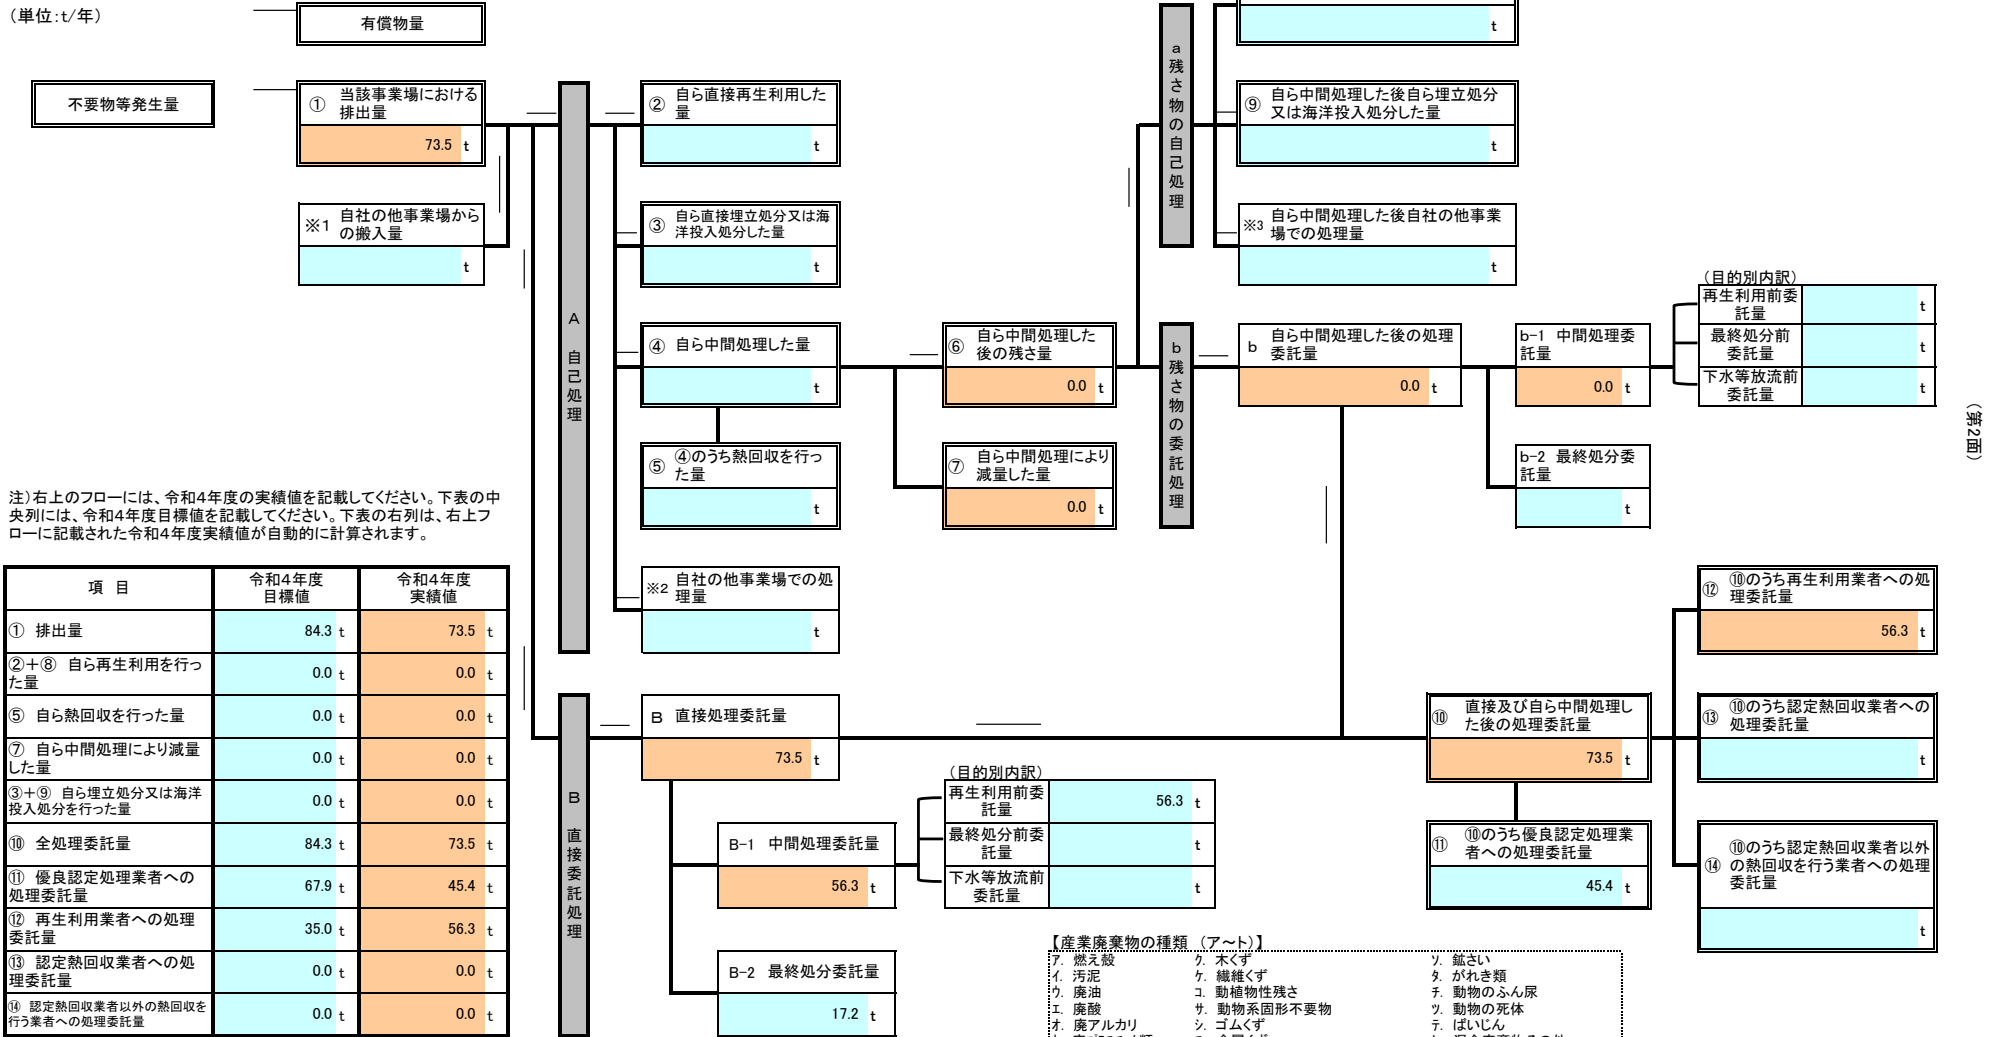 （単位:t/年）
有償物量
不要物等発生量
① 当該事業場における
排出量
73.5 t
※1 自社の他事業場から
の搬入量
t
A 自己処理
② 自ら直接再生利用した
量
t
③ 自ら直接埋立処分又は海
洋投入処分した量
t
④ 自ら中間処理した量
t
⑤ ④のうち熱回収を行っ
た量
t
※2 自社の他事業場での処
理量
t
⑥ 自ら中間処理した
後の残さ量
0.0 t
⑦ 自ら中間処理により
減量した量
0.0 t
a 残さ物の自己処理
t
⑨ 自ら中間処理した後自ら埋立処分
又は海洋投入処分した量
t
※3 自ら中間処理した後自社の他事業
場での処理量
t
b 残さ物の委託処理
b 自ら中間処理した後の処理
委託量
0.0 t
b-1 中間処理委
託量
0.0 t
b-2 最終処分委
託量
t
（目的別内訳）
再生利用前委
託量 t
最終処分前
委託量 t
下水等放流前
委託量 t
（第2面）
注）右上のフローには、令和4年度の実績値を記載してください。下表の中
央列には、令和4年度目標値を記載してください。下表の右列は、右上フ
ローに記載された令和4年度実績値が自動的に計算されます。
項 目 令和4年度 目標値 令和4年度 実績値
① 排出量 84.3 t 73.5 t
②＋⑧ 自ら再生利用を行っ
た量 0.0 t 0.0 t
⑤ 自ら熱回収を行った量 0.0 t 0.0 t
⑦ 自ら中間処理により減量
した量 0.0 t 0.0 t
③＋⑨ 自ら埋立処分又は海洋
投入処分を行った量 0.0 t 0.0 t
⑩ 全処理委託量 84.3 t 73.5 t
⑪ 優良認定処理業者への
処理委託量 67.9 t 45.4 t
⑫ 再生利用業者への処理
委託量 35.0 t 56.3 t
⑬ 認定熱回収業者への処
理委託量 0.0 t 0.0 t
⑭ 認定熱回収業者以外の熱回収を
行う業者への処理委託量 0.0 t 0.0 t
B 直接委託処理
B 直接処理委託量
73.5 t
B-1 中間処理委託量
56.3 t
B-2 最終処分委託量
17.2 t
（目的別内訳）
再生利用前委
託量 56.3 t
最終処分前委
託量 t
下水等放流前
委託量 t
⑩ 直接及び自ら中間処理し
た後の処理委託量
73.5 t
⑪ ⑩のうち優良認定処理業
者への処理委託量
45.4 t
⑫ ⑩のうち再生利用業者への処
理委託量
56.3 t
⑬ ⑩のうち認定熱回収業者への
処理委託量
t
⑭ ⑩のうち認定熱回収業者以外
の熱回収を行う業者への処理
委託量
t
【産業廃棄物の種類 （ア～ト）】
ア. 燃え殻 ク. 木くず ソ. 鉱さい
イ. 汚泥 ケ. 繊維くず タ. がれき類
ウ. 廃油 コ. 動植物性残さ チ. 動物のふん尿
エ. 廃酸 サ. 動物系固形不要物 ツ. 動物の死体
オ. 廃アルカリ シ. ゴムくず テ. ばいじん